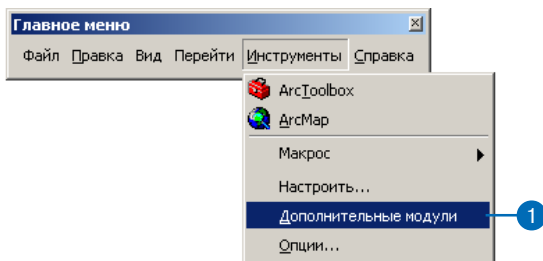 Главное меню
Файл Правка Вид Перейти Инструменты Справка
ArcToolbox
ArcMap
Макрос
Настроить...
Дополнительные модули
1
Опции...